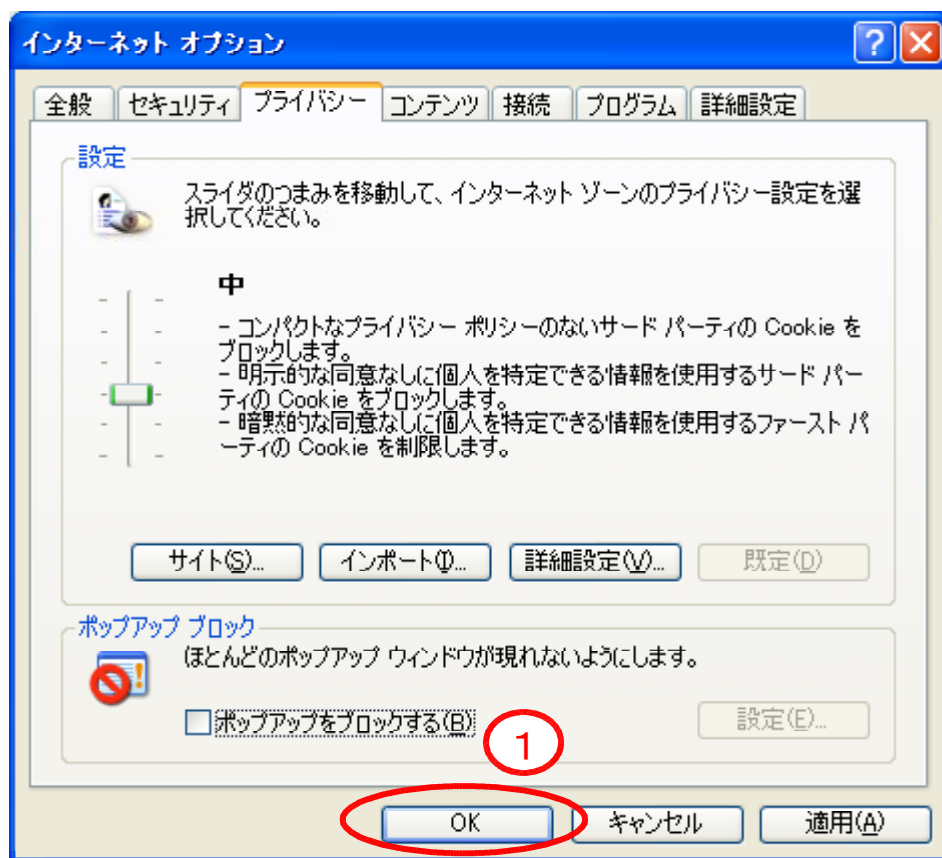 インターネット オプション
全般 セキュリティ プライバシー コンテンツ 接続 プログラム 詳細設定
設定
スライダのつまみを移動して、インターネット ゾーンのプライバシー設定を選
択してください。
中
- コンパクトなプライバシー ポリシーのないサード パーティの Cookie を
ブロックします。
- 明示的な同意なしに個人を特定できる情報を使用するサード パー
ティの Cookie をブロックします。
- 暗黙的な同意なしに個人を特定できる情報を使用するファースト パ
ーティの Cookie を制限します。
サイト(S)... インポート(I)... 詳細設定(V)... 既定(D)
ポップアップ ブロック
ほとんどのポップアップ ウィンドウが現れないようにします。
ポップアップをブロックする(B) 設定(E)...
1
OK キャンセル 適用(A)